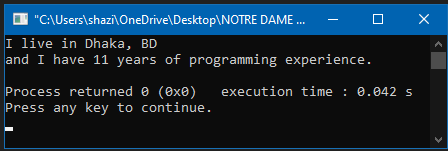 "C:\Users\shazi\OneDrive\Desktop\NOTRE DAME ...
I live in Dhaka, BD
and I have 11 years of programming experience.
Process returned 0 (0x0)   execution time : 0.042 s
Press any key to continue.